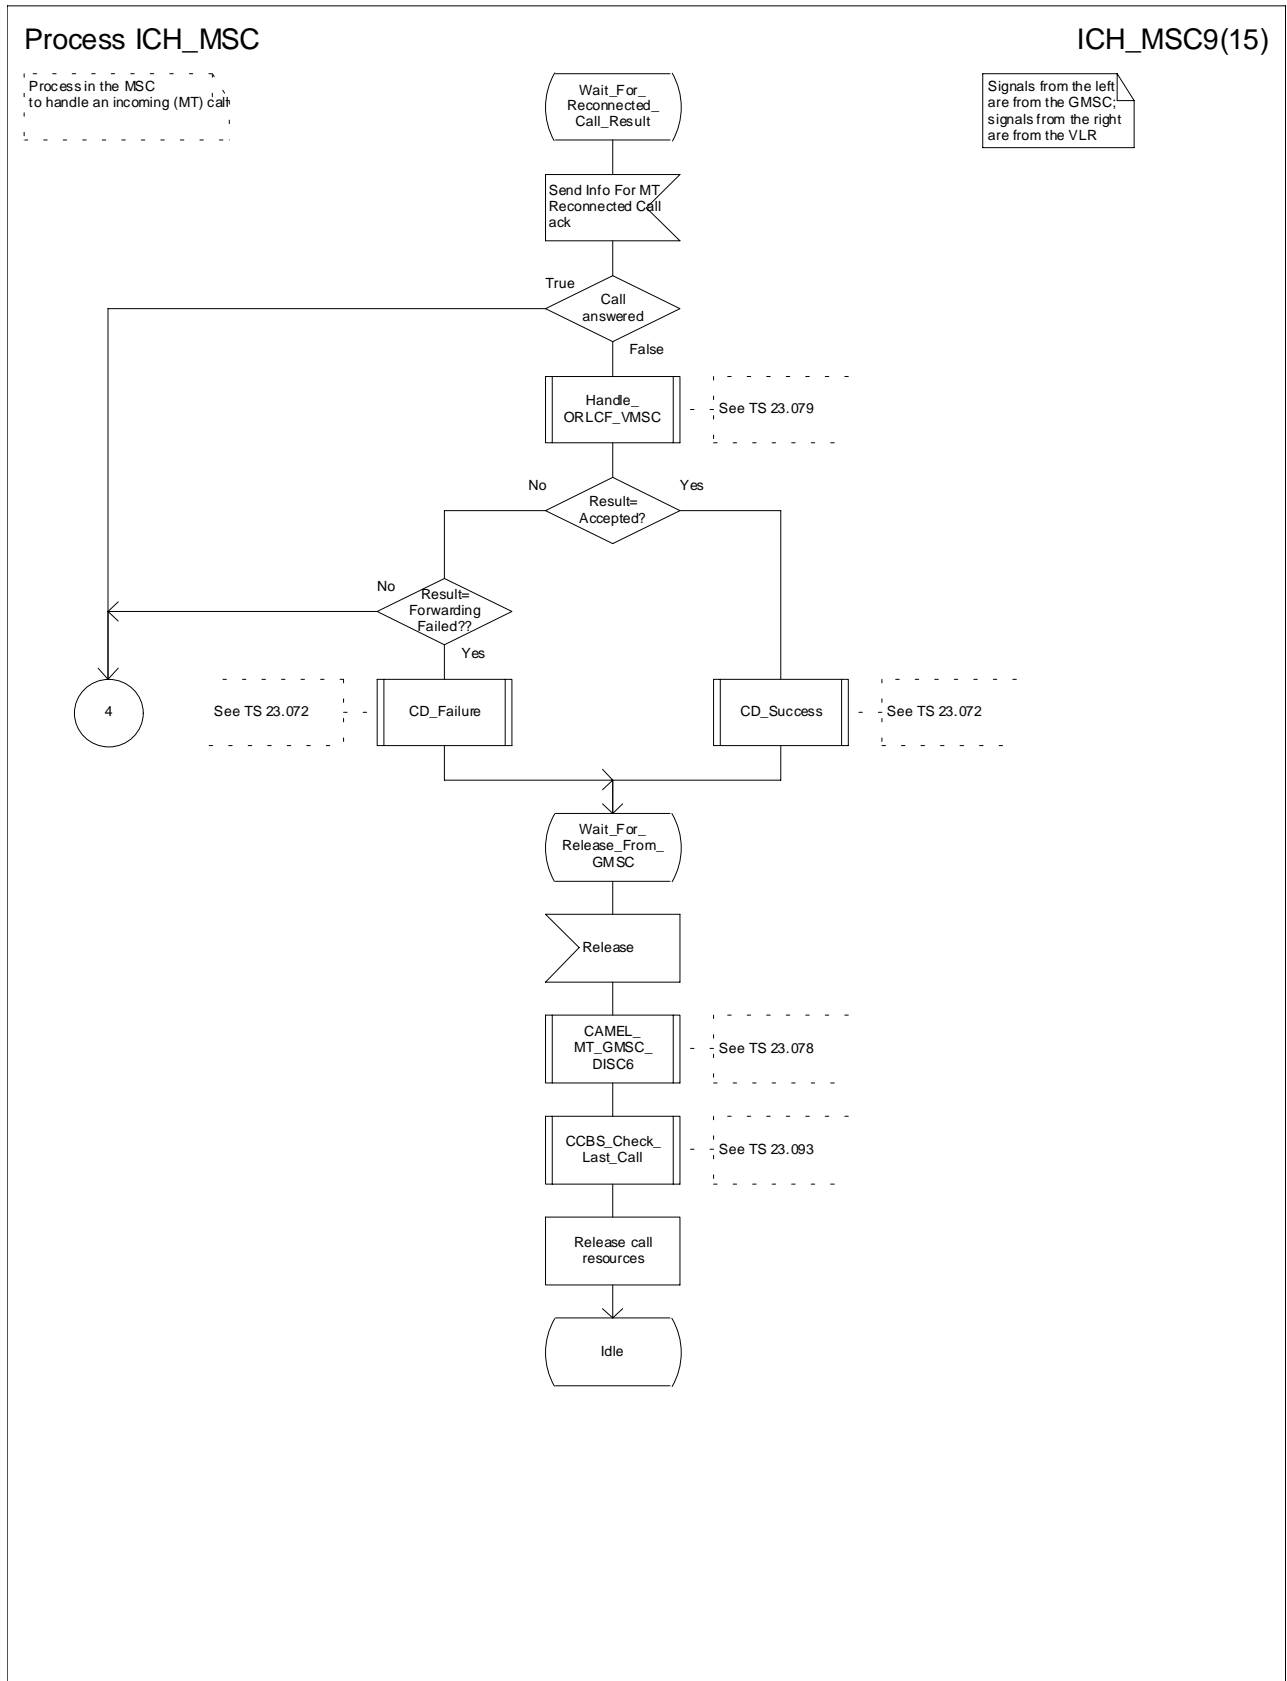 Process ICH_MSC
ICH_MSC9(15)
Process in the MSC
to handle an incoming (MT) call
Signals from the left
are from the GMSC;
signals from the right
are from the VLR
Wait_For_
Reconnected_
Call_Result
Send Info For MT
Reconnected Call
ack
True
Call
answered
False
Handle_
ORLCF_VMSC
See TS 23.079
No
Yes
Result=
Accepted?
No
Result=
Forwarding
Failed??
Yes
4
See TS 23.072
CD_Failure
CD_Success
See TS 23.072
Wait_For_
Release_From_
GMSC
Release
CAMEL_
MT_GMSC_
DISC6
See TS 23.078
CCBS_Check_
Last_Call
See TS 23.093
Release call
resources
Idle